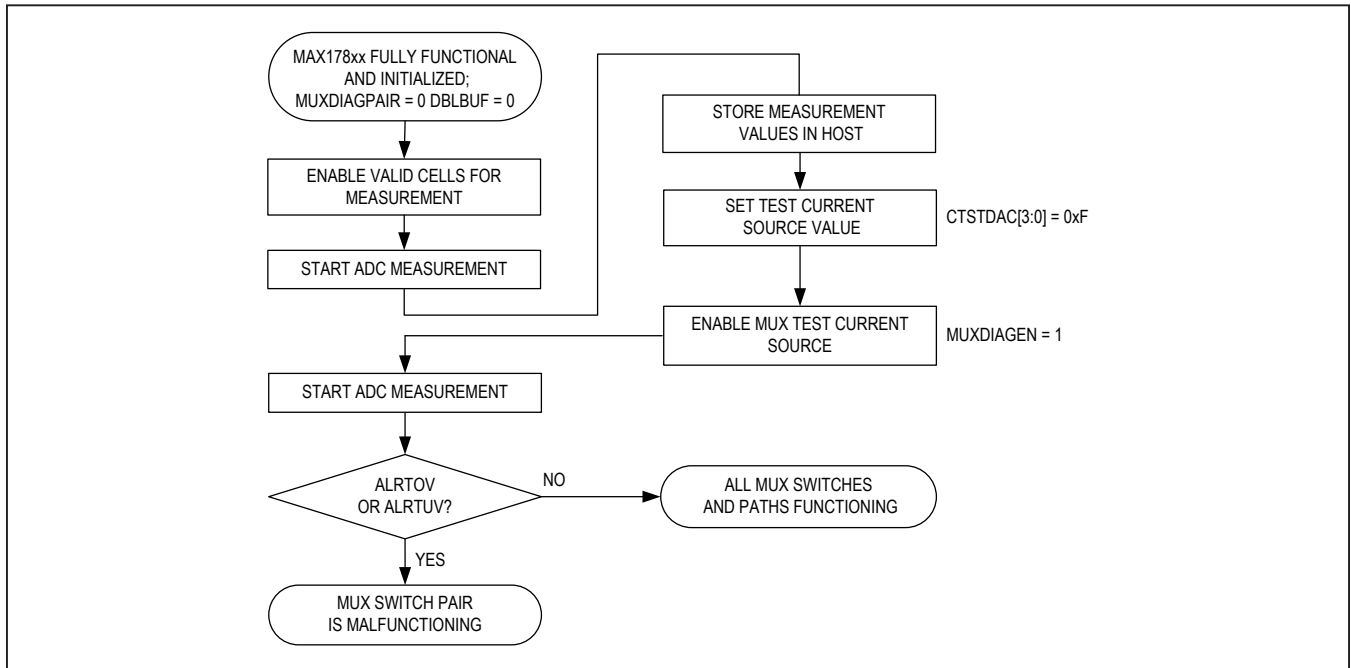 MAX178xx FULLY FUNCTIONAL
AND INITIALIZED;
MUXDIAGPAIR = 0 DBLBUF = 0
ENABLE VALID CELLS FOR
MEASUREMENT
START ADC MEASUREMENT
STORE MEASUREMENT
VALUES IN HOST
SET TEST CURRENT
SOURCE VALUE
CTSTDAC[3:0] = 0xF
ENABLE MUX TEST CURRENT
SOURCE
MUXDIAGEN = 1
START ADC MEASUREMENT
ALRTOV
OR ALRTUV?
NO
ALL MUX SWITCHES
AND PATHS FUNCTIONING
YES
MUX SWITCH PAIR
IS MALFUNCTIONING